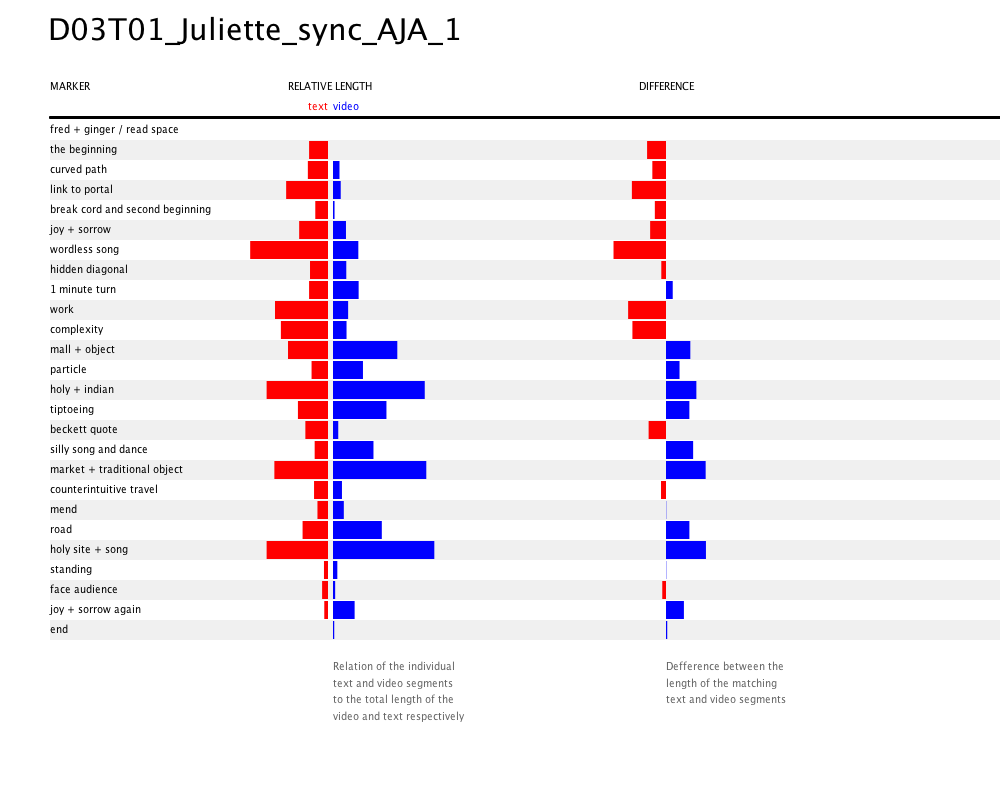 D03T01_Juliette_sync_AJA_1
MARKER RELATIVE LENGTH DIFFERENCE
text video
fred + ginger / read space
the beginning
curved path
link to portal
break cord and second beginning
joy + sorrow
wordless song
hidden diagonal
1 minute turn
work
complexity
mall + object
particle
holy + indian
tiptoeing
beckett quote
silly song and dance
market + traditional object
counterintuitive travel
mend
road
holy site + song
standing
face audience
joy + sorrow again
end
Relation of the individual
text and video segments
to the total length of the
video and text respectively
Defference between the
length of the matching
text and video segments